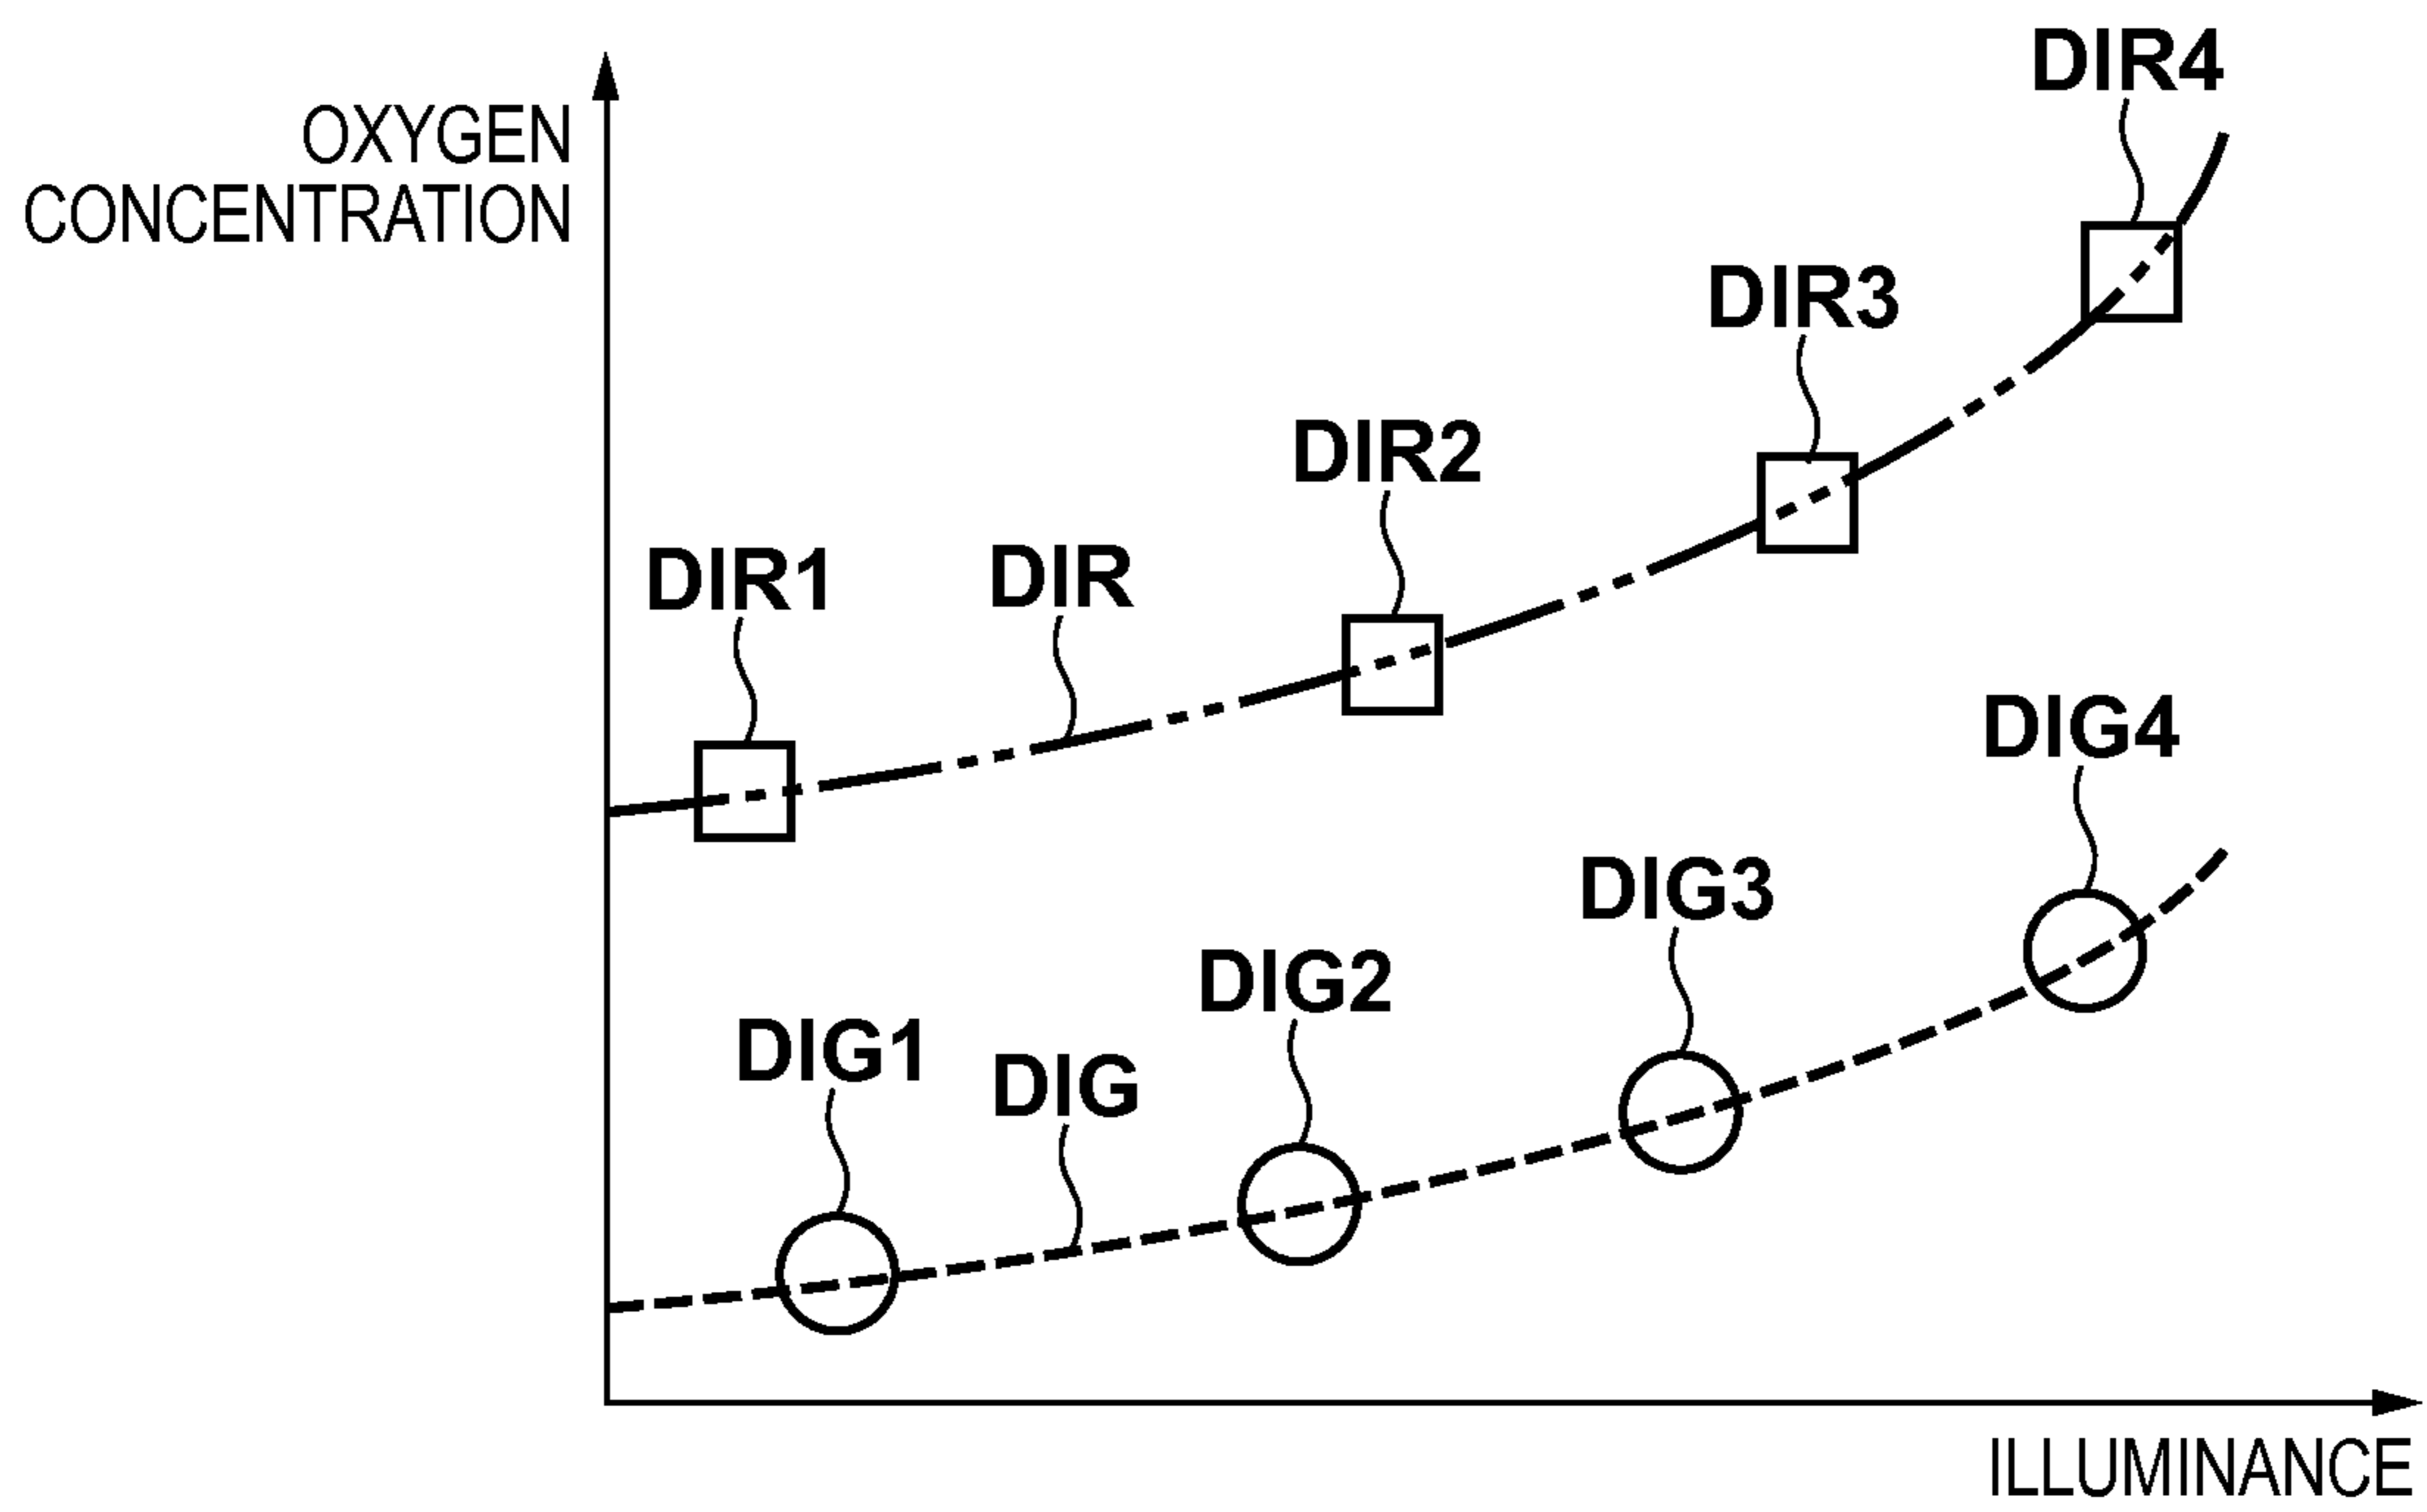 DIR4
OXYGEN
CONCENTRATION
DIR3
DIR2
DIR1
DIR
DIG4
DIG3
DIG2
DIG1
DIG
ILLUMINANCE